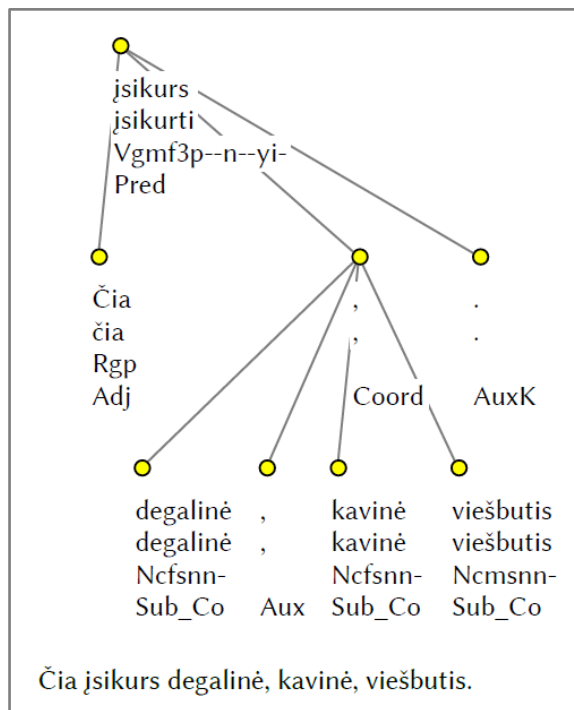 įsikurs
įsikurti
Vgmf3p--n--yi-
Pred
Čia , .
čia , .
Rgp
Adj Coord AuxK
degalinė , kavinė viešbutis
degalinė , kavinė viešbutis
Ncfsnn- Ncfsnn- Ncmsnn-
Sub_Co Aux Sub_Co Sub_Co
Čia įsikurs degalinė, kavinė, viešbutis.